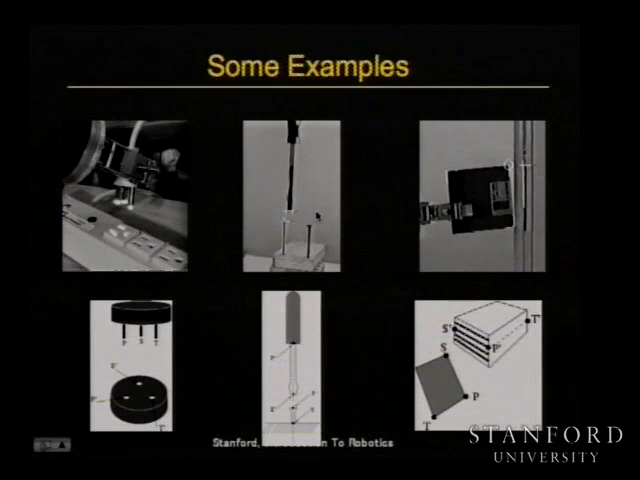 Some Examples
P S T
S'
P'
T'
P
S' T'
P'
S
P
T
Stanford, To Robotics
STANFORD
UNIVERSITY